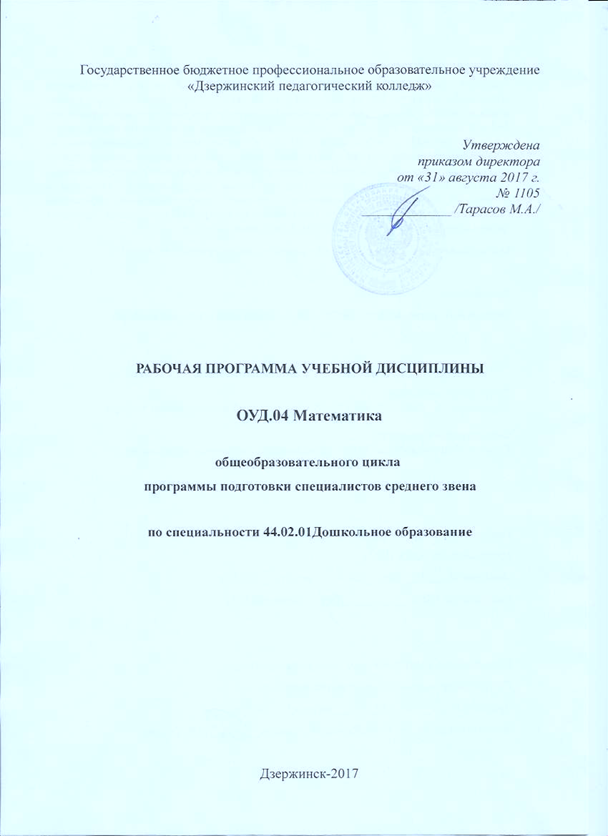 Государственное бюджетное профессиональное образовательное учреждение
«Дзержинский педагогический колледж»
Утверждена
приказом директора
от «31» августа 2017 г.
№ 1105
/Тарасов М.А./
РАБОЧАЯ ПРОГРАММА УЧЕБНОЙ ДИСЦИПЛИНЫ
ОУД.04 Математика
общеобразовательного цикла
программы подготовки специалистов среднего звена
по специальности 44.02.01Дошкольное образование
Дзержинск-2017